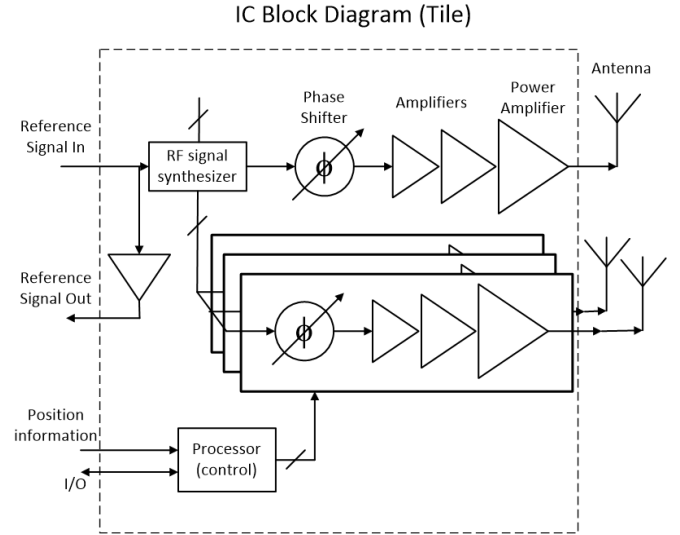 IC Block Diagram (Tile)
Antenna
Power
Amplifier
Phase
Shifter
Amplifiers
Reference
Signal In
RF signal
synthesizer
ϕ
Reference
Signal Out
ϕ
Position
information
I/O
Processor
(control)